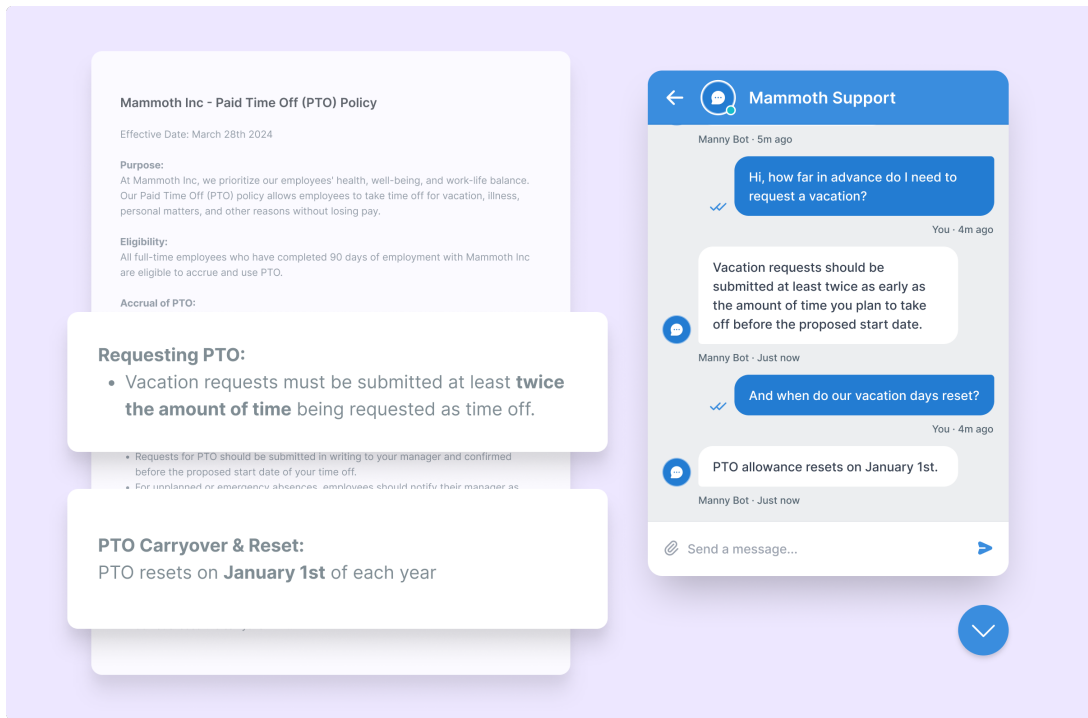 Mammoth Inc - Paid Time Off (PTO) Policy
Effective Date: March 28th 2024
Purpose:
At Mammoth Inc, we prioritize our employees' health, well-being, and work-life balance.
Our Paid Time Off (PTO) policy allows employees to take time off for vacation, illness,
personal matters, and other reasons without losing pay.
Eligibility:
All full-time employees who have completed 90 days of employment with Mammoth Inc
are eligible to accrue and use PTO.
Accrual of PTO:
Requesting PTO:
• Vacation requests must be submitted at least twice
the amount of time being requested as time off.
• Requests for PTO should be submitted in writing to your manager and confirmed
before the proposed start date of your time off.
• For unplanned or emergency absences, employees should notify their manager as
PTO Carryover & Reset:
PTO resets on January 1st of each year
Mammoth Support
Manny Bot · 5m ago
Hi, how far in advance do I need to
request a vacation?
You · 4m ago
Vacation requests should be
submitted at least twice as early as
the amount of time you plan to take
off before the proposed start date.
Manny Bot · Just now
And when do our vacation days reset?
You · 4m ago
PTO allowance resets on January 1st.
Manny Bot · Just now
Send a message...